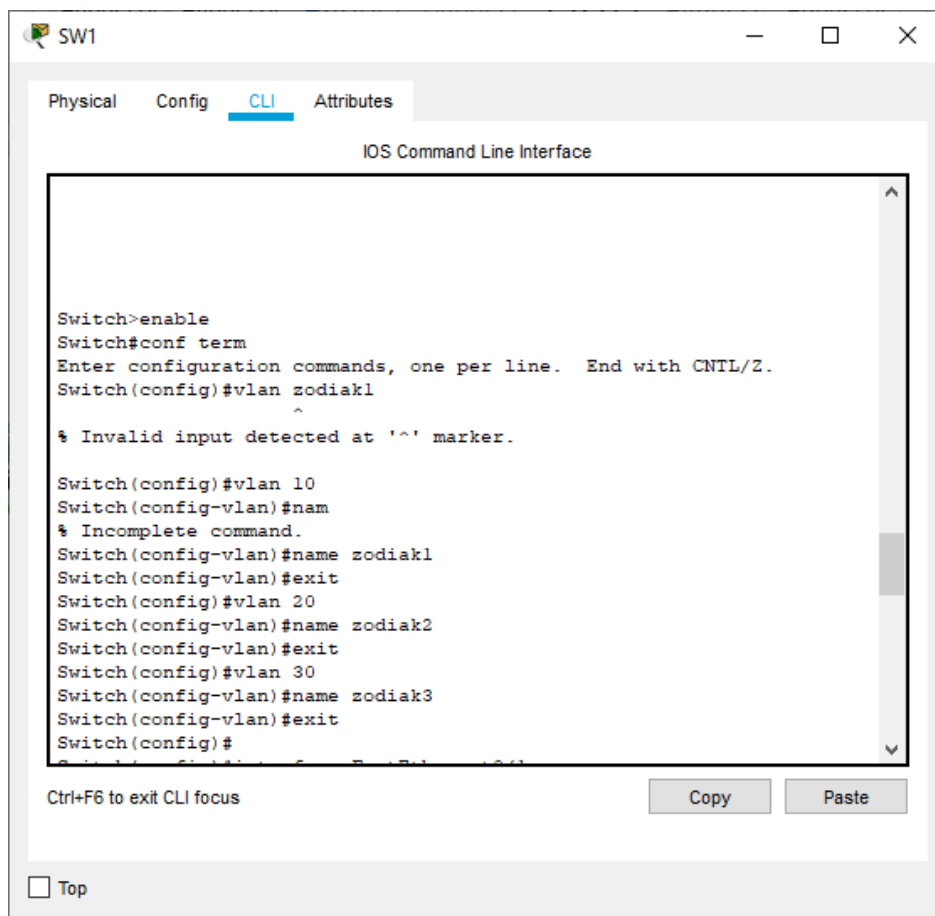 SW1
Physical Config CLI Attributes
IOS Command Line Interface
Switch>enable
Switch#conf term
Enter configuration commands, one per line.  End with CNTL/Z.
Switch(config)#vlan zodiak1
^
% Invalid input detected at '^' marker.
Switch(config)#vlan 10
Switch(config-vlan)#nam
% Incomplete command.
Switch(config-vlan)#name zodiak1
Switch(config-vlan)#exit
Switch(config)#vlan 20
Switch(config-vlan)#name zodiak2
Switch(config-vlan)#exit
Switch(config)#vlan 30
Switch(config-vlan)#name zodiak3
Switch(config-vlan)#exit
Switch(config)#
Ctrl+F6 to exit CLI focus
Copy Paste
Top